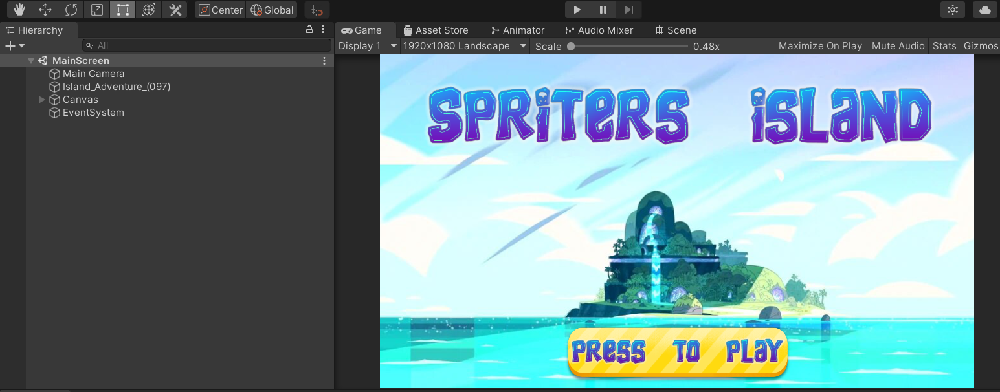 Center Global
Hierarchy
All
MainScreen
Main Camera
Island_Adventure_(097)
Canvas
EventSystem
Game Asset Store Animator Audio Mixer Scene
Display 1 1920x1080 Landscape Scale 0.48x Maximize On Play Mute Audio Stats Gizmos
SPRiTeRS iSLaND
PReSS TO PLaY